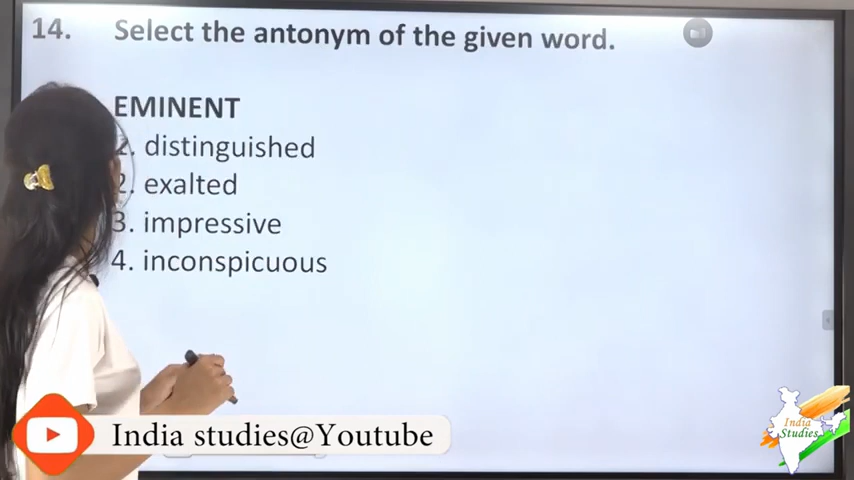 14. Select the antonym of the given word.
EMINENT
distinguished
2. exalted
3. impressive
4. inconspicuous
India studies@Youtube
India
Studies